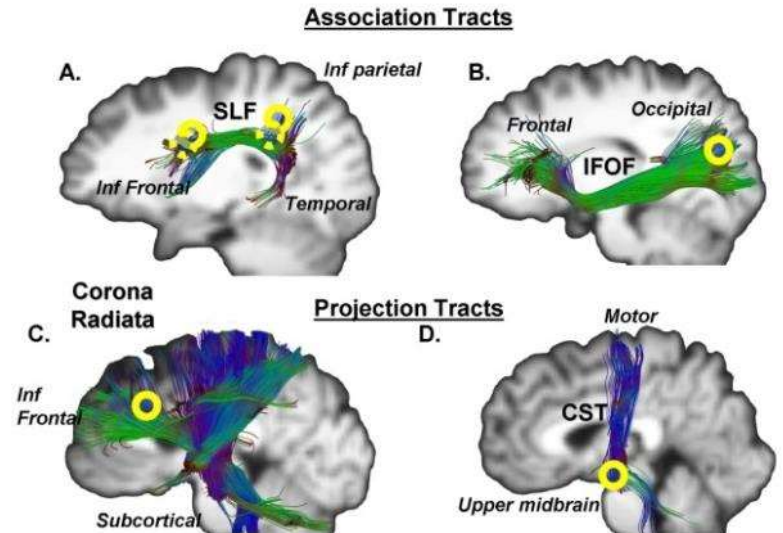 Association Tracts
A.
Inf parietal
SLF
Inf Frontal
Temporal
B.
Occipital
Frontal
IFOF
Corona
Radiata
Projection Tracts
C.
Inf
Frontal
Subcortical
D.
Motor
CST
Upper midbrain